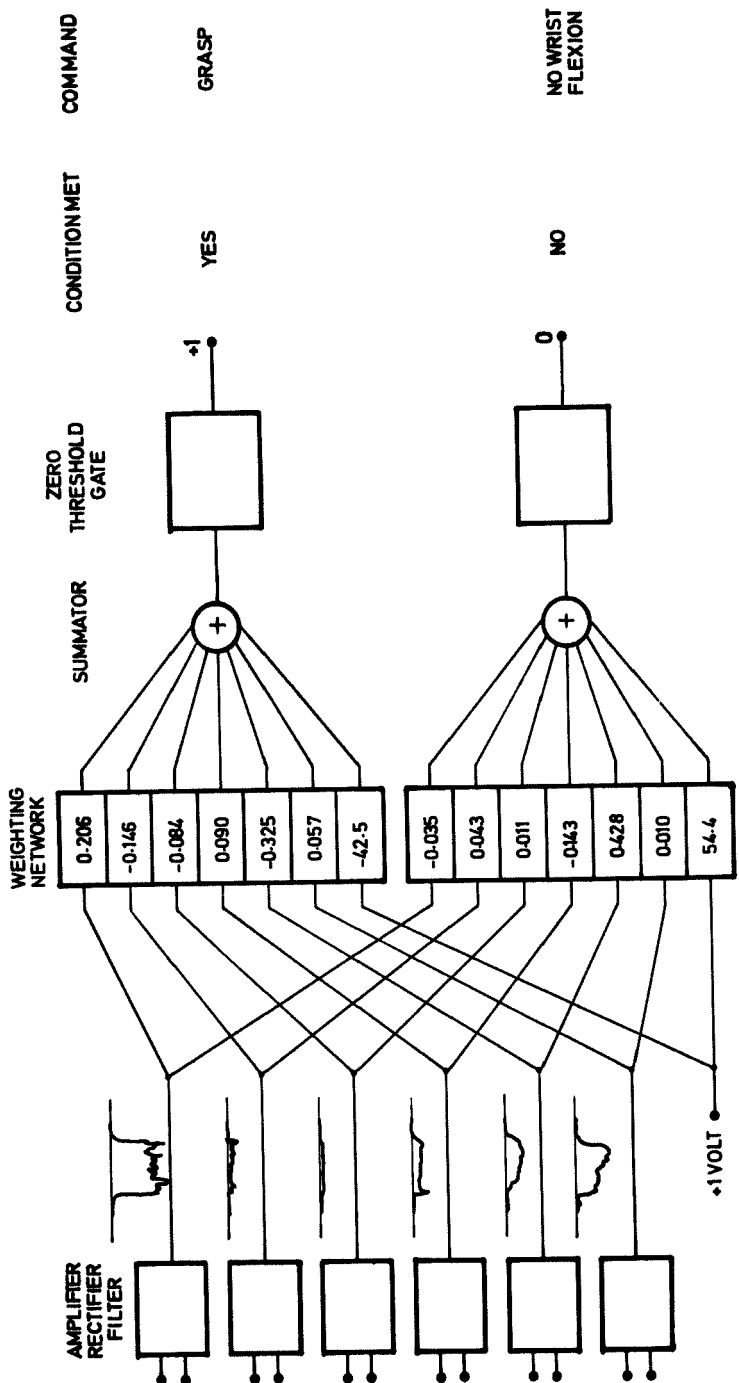 AMPLIFIER
RECTIFIER
FILTER
WEIGHTING
NETWORK
SUMMATOR
ZERO
THRESHOLD
GATE
CONDITION MET
COMMAND
0·206
-0·146
-0·084
0·090
-0·325
0·057
-42·5
+1
YES
GRASP
-0·035
0·043
0·011
-0·143
0·428
0·010
54·4
0
NO
NO WRIST
FLEXION
+
+
+1 VOLT